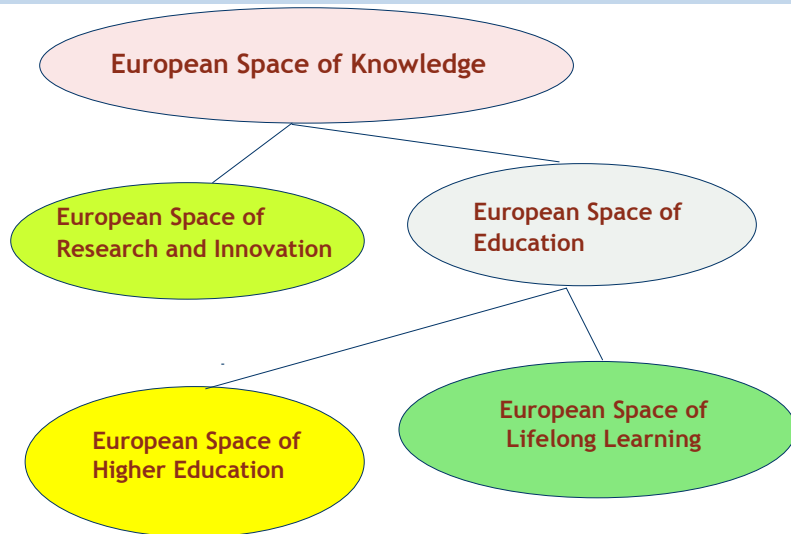 European Space of Knowledge
European Space of
Research and Innovation
European Space of
Education
-
European Space of
Higher Education
European Space of
Lifelong Learning